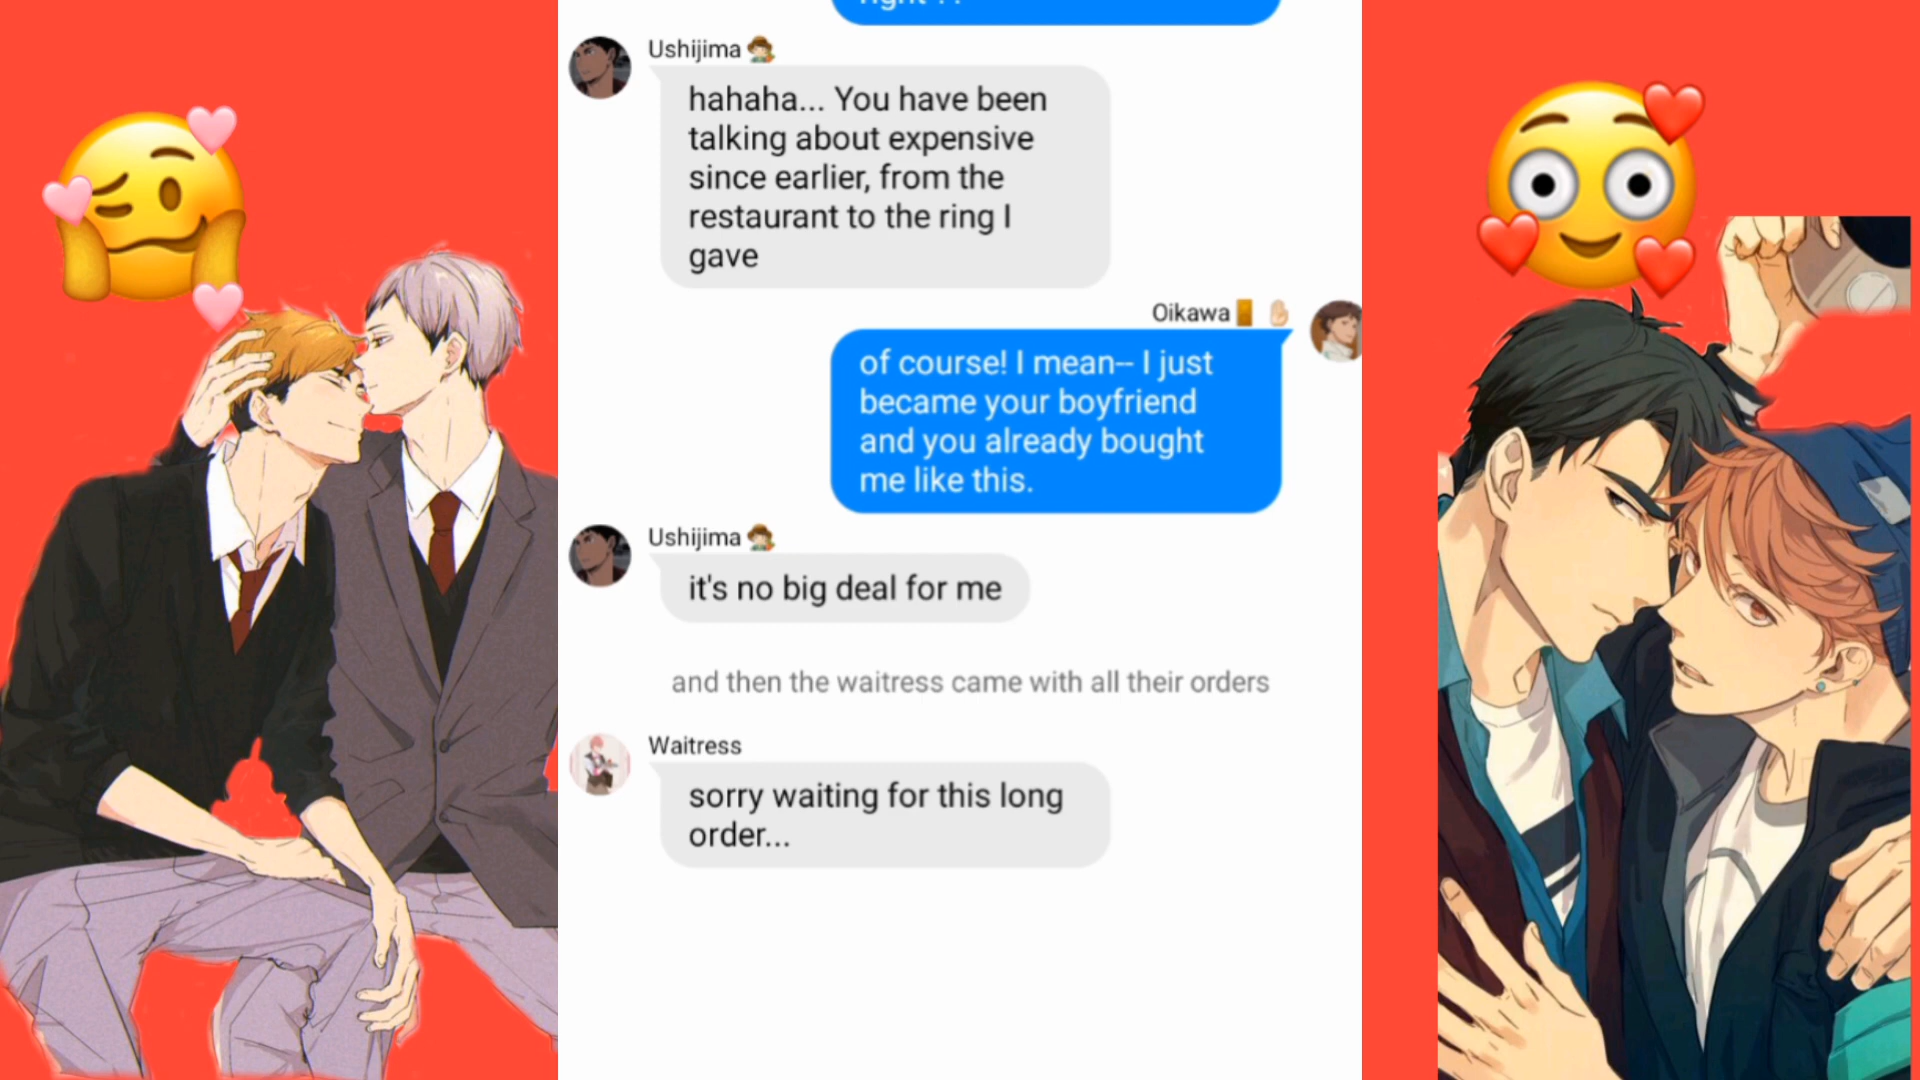 right ??
Ushijima
hahaha... You have been
talking about expensive
since earlier, from the
restaurant to the ring I
gave
Oikawa
of course! I mean-- I just
became your boyfriend
and you already bought
me like this.
Ushijima
it's no big deal for me
and then the waitress came with all their orders
Waitress
sorry waiting for this long
order...